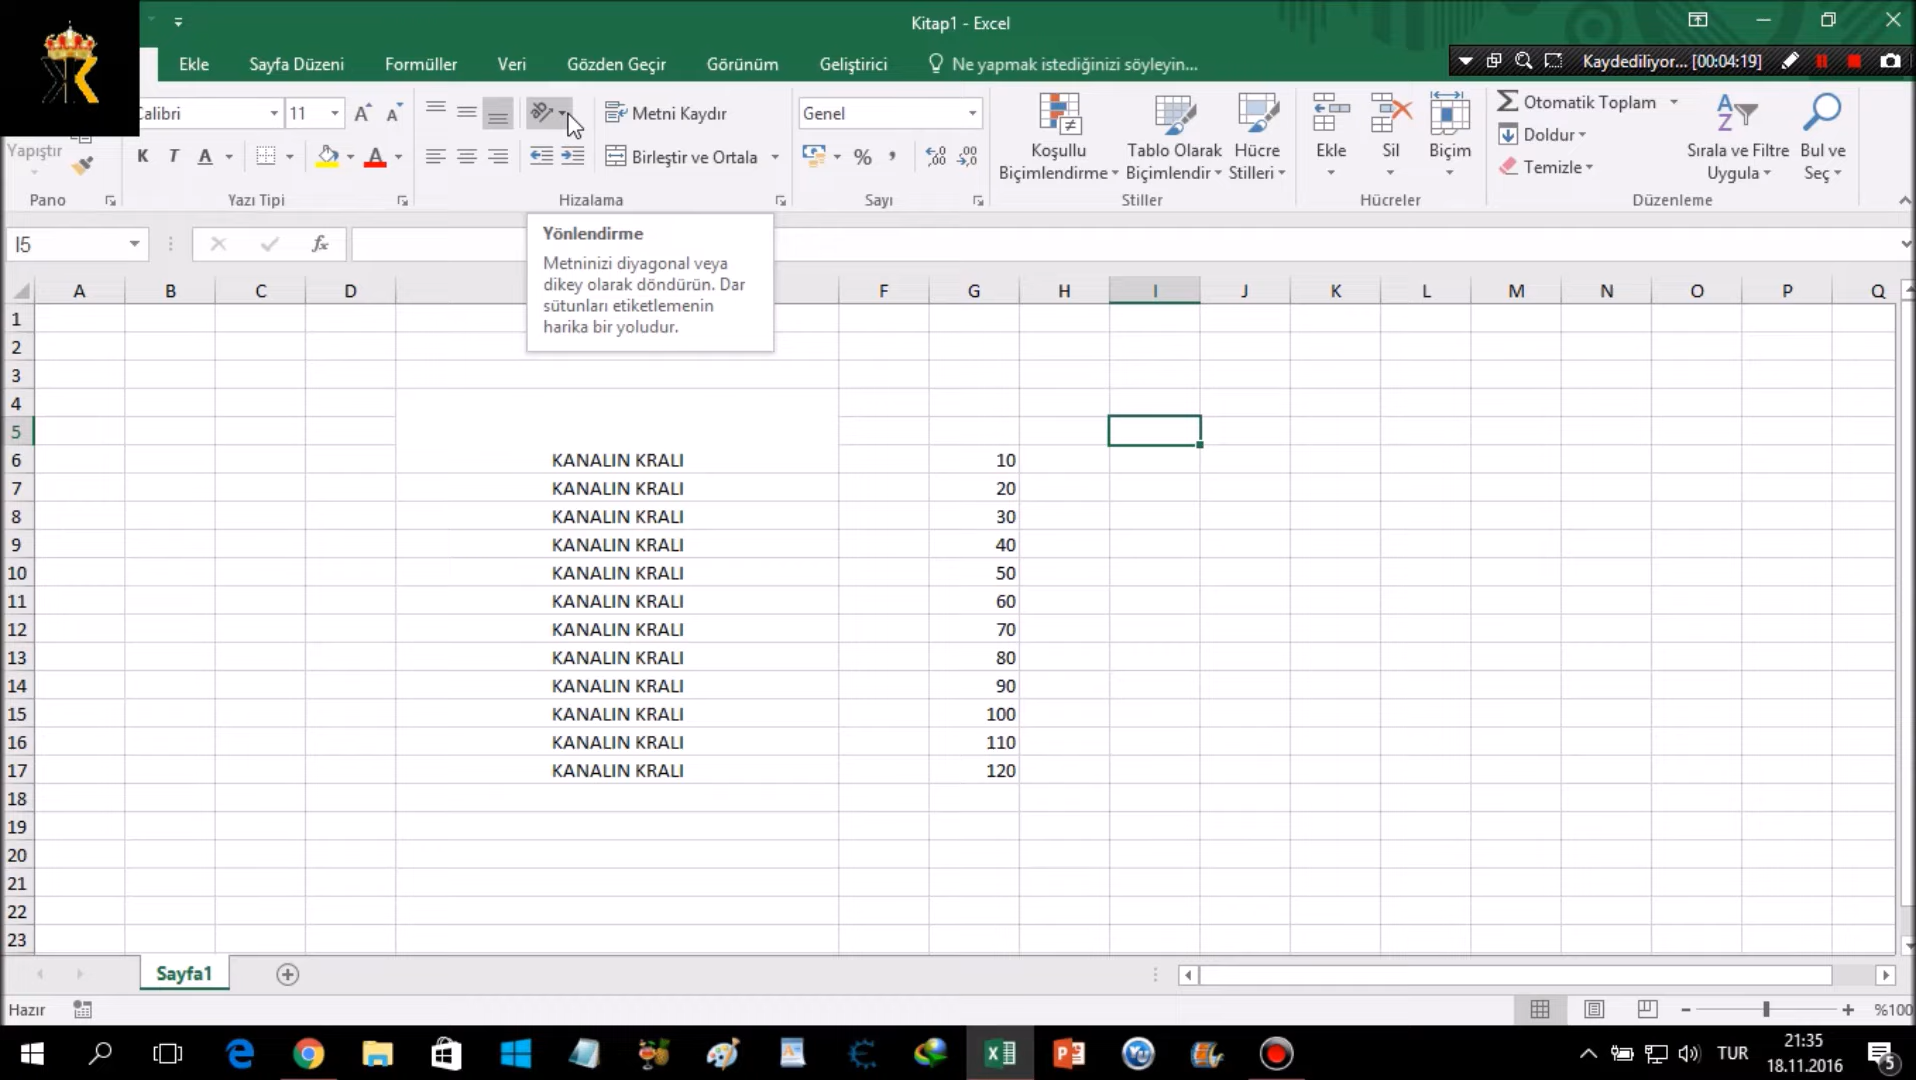 Kitap1 - Excel
Ekle Sayfa Düzeni Formüller Veri Gözden Geçir Görünüm Geliştirici Ne yapmak istediğinizi söyleyin...
Kaydediliyor... [00:04:19]
Calibri 11 Metni Kaydır Genel Otomatik Toplam
Yapıştır K T A Birleştir ve Ortala % Koşullu Biçimlendirme Tablo Olarak Biçimlendir Hücre Stilleri Ekle Sil Biçim Doldur Temizle Sırala ve Filtre Uygula Bul ve Seç
Pano Yazı Tipi Hizalama Sayı Stiller Hücreler Düzenleme
I5 fx
Yönlendirme
Metninizi diyagonal veya
dikey olarak döndürün. Dar
sütunları etiketlemenin
harika bir yoludur.
A B C D F G H I J K L M N O P Q
1
2
3
4
5
6 KANALIN KRALI 10
7 KANALIN KRALI 20
8 KANALIN KRALI 30
9 KANALIN KRALI 40
10 KANALIN KRALI 50
11 KANALIN KRALI 60
12 KANALIN KRALI 70
13 KANALIN KRALI 80
14 KANALIN KRALI 90
15 KANALIN KRALI 100
16 KANALIN KRALI 110
17 KANALIN KRALI 120
18
19
20
21
22
23
Sayfa1
Hazır %100
TUR 21:35
18.11.2016 5